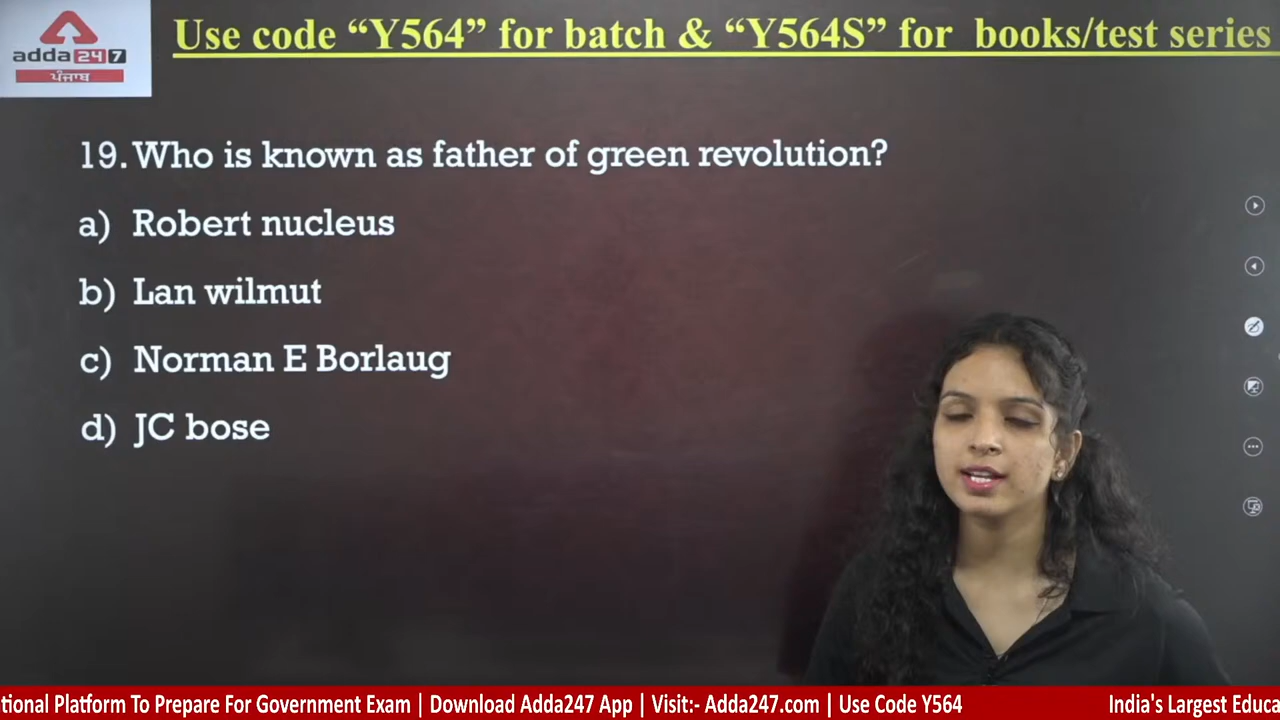 adda247
ਪੰਜਾਬ
Use code “Y564” for batch & “Y564S” for books/test series
19. Who is known as father of green revolution?
a) Robert nucleus
b) Lan wilmut
c) Norman E Borlaug
d) JC bose
tional Platform To Prepare For Government Exam | Download Adda247 App | Visit:- Adda247.com | Use Code Y564 India's Largest Educa